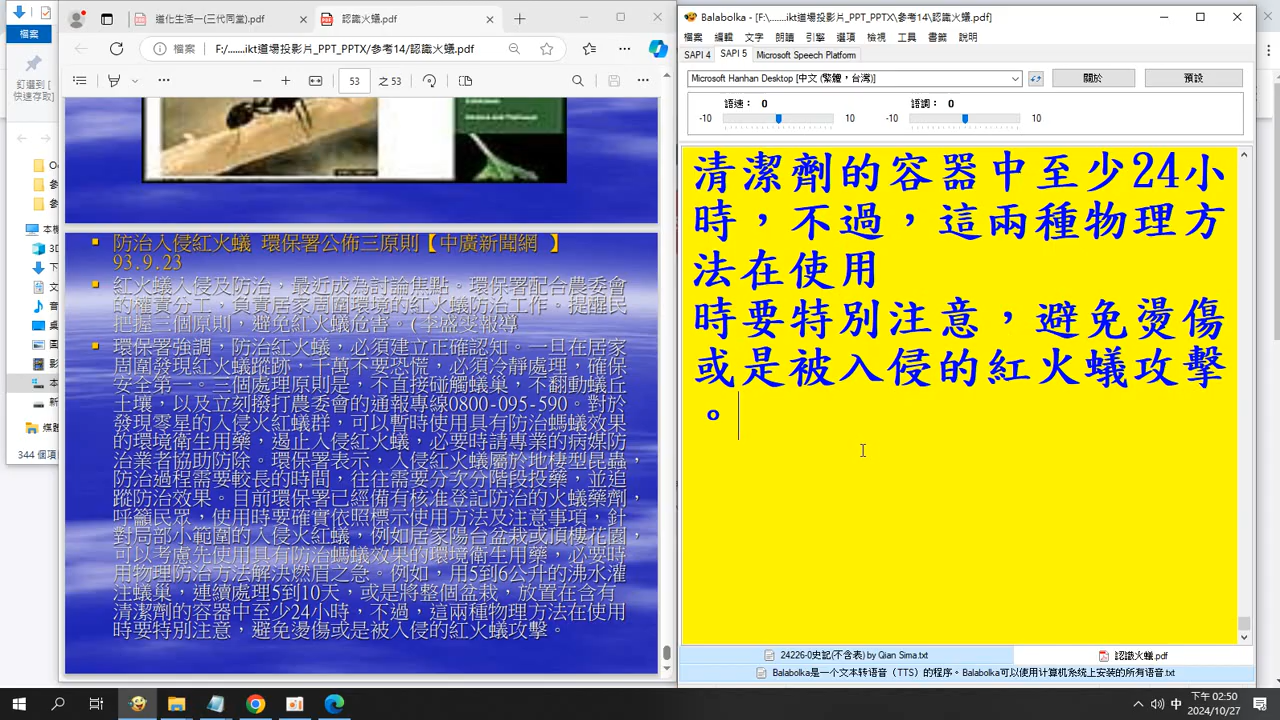 道化生活一(三代同堂).pdf
認識火蟻.pdf
檔案
F:/......ikt道場投影片_PPT_PPTX/參考14/認識火蟻.pdf
53
之 53
檔案
釘選到 [
快速存取]
344 個項
防治入侵紅火蟻 環保署公佈三原則【中廣新聞網 】
93.9.23
紅火蟻入侵及防治，最近成為討論焦點。環保署配合農委會
的權責分工，負責居家周圍環境的紅火蟻防治工作。提醒民
把握三個原則，避免紅火蟻危害。(李盛雯報導
環保署強調，防治紅火蟻，必須建立正確認知。一旦在居家
周圍發現紅火蟻蹤跡，千萬不要恐慌，必須冷靜處理，確保
安全第一。三個處理原則是，不直接碰觸蟻巢，不翻動蟻丘
土壤，以及立刻撥打農委會的通報專線0800-095-590。對於
發現零星的入侵火紅蟻群，可以暫時使用具有防治螞蟻效果
的環境衛生用藥，遏止入侵紅火蟻，必要時請專業的病媒防
治業者協助防除。環保署表示，入侵紅火蟻屬於地棲型昆蟲，
防治過程需要較長的時間，往往需要分次分階段投藥，並追
蹤防治效果。目前環保署已經備有核准登記防治的火蟻藥劑，
呼籲民眾，使用時要確實依照標示使用方法及注意事項，針
對局部小範圍的入侵火紅蟻，例如居家陽台盆栽或頂樓花園，
可以考慮先使用具有防治螞蟻效果的環境衛生用藥，必要時
用物理防治方法解決燃眉之急。例如，用5到6公升的沸水灌
注蟻巢，連續處理5到10天，或是將整個盆栽，放置在含有
清潔劑的容器中至少24小時，不過，這兩種物理方法在使用
時要特別注意，避免燙傷或是被入侵的紅火蟻攻擊。
Balabolka - [F:\......ikt道場投影片_PPT_PPTX\參考14\認識火蟻.pdf]
檔案 編輯 文字 朗讀 引擎 選項 檢視 工具 書籤 說明
SAPI 4 SAPI 5 Microsoft Speech Platform
Microsoft Hanhan Desktop [中文 (繁體，台灣)]
關於
預設
語速： 0
語調： 0
-10 10 -10 10
清潔劑的容器中至少24小
時，不過，這兩種物理方
法在使用
時要特別注意，避免燙傷
或是被入侵的紅火蟻攻擊
。
24226-0史記(不含表) by Qian Sima.txt
認識火蟻.pdf
Balabolka是一个文本转语音（TTS）的程序。Balabolka可以使用计算机系统上安装的所有语音.txt
中
下午 02:50
2024/10/27